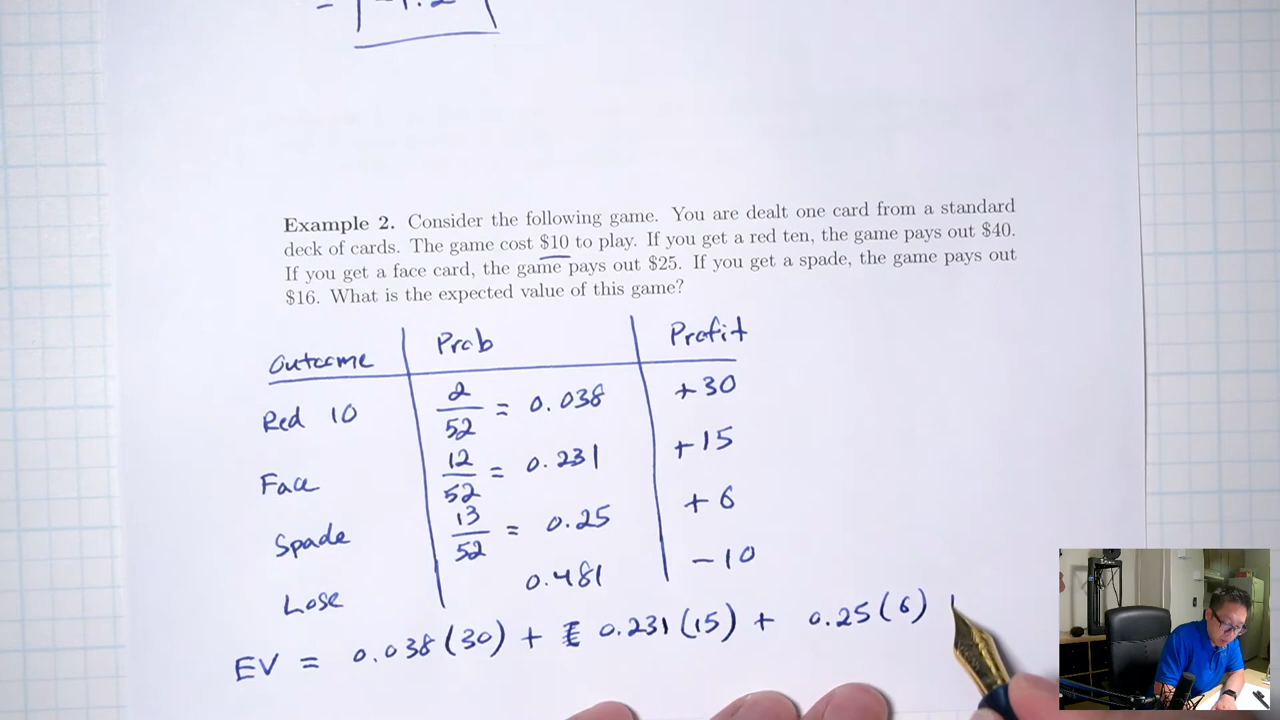 Example 2. Consider the following game. You are dealt one card from a standard
deck of cards. The game cost $10 to play. If you get a red ten, the game pays out $40.
If you get a face card, the game pays out $25. If you get a spade, the game pays out
$16. What is the expected value of this game?
Outcome Prob Profit
Red 10 2/52 = 0.038 +30
Face 12/52 = 0.231 +15
Spade 13/52 = 0.25 +6
Lose 0.481 -10
EV = 0.038(30) + 0.231(15) + 0.25(6)